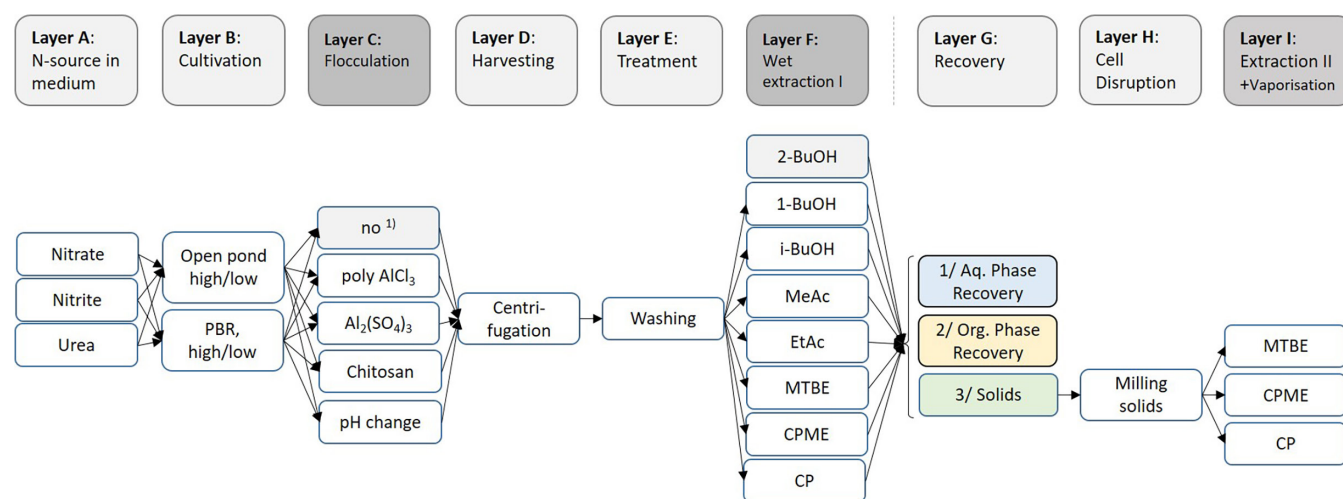 Layer A:
N-source in
medium
Layer B:
Cultivation
Layer C:
Flocculation
Layer D:
Harvesting
Layer E:
Treatment
Layer F:
Wet
extraction I
Layer G:
Recovery
Layer H:
Cell
Disruption
Layer I:
Extraction II
+Vaporisation
Nitrate
Nitrite
Urea
Open pond
high/low
PBR,
high/low
no 1)
poly AlCl3
Al2(SO4)3
Chitosan
pH change
Centri-
fugation
Washing
2-BuOH
1-BuOH
i-BuOH
MeAc
EtAc
MTBE
CPME
CP
1/ Aq. Phase
Recovery
2/ Org. Phase
Recovery
3/ Solids
Milling
solids
MTBE
CPME
CP